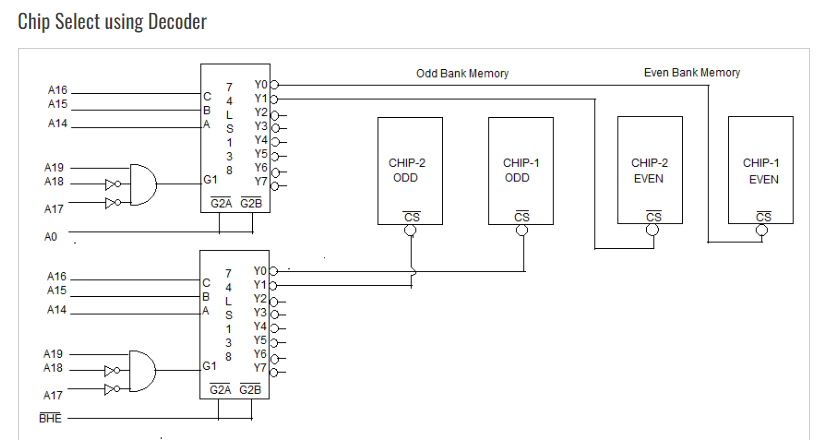 Chip Select using Decoder
Odd Bank Memory
Even Bank Memory
A16
A15
A14
A19
A18
A17
A0
C
B
A
G1
7
4
L
S
1
3
8
Y0
Y1
Y2
Y3
Y4
Y5
Y6
Y7
G2A G2B
CHIP-2
ODD
CS
CHIP-1
ODD
CS
CHIP-2
EVEN
CS
CHIP-1
EVEN
CS
A16
A15
A14
A19
A18
A17
BHE
C
B
A
G1
7
4
L
S
1
3
8
Y0
Y1
Y2
Y3
Y4
Y5
Y6
Y7
G2A G2B